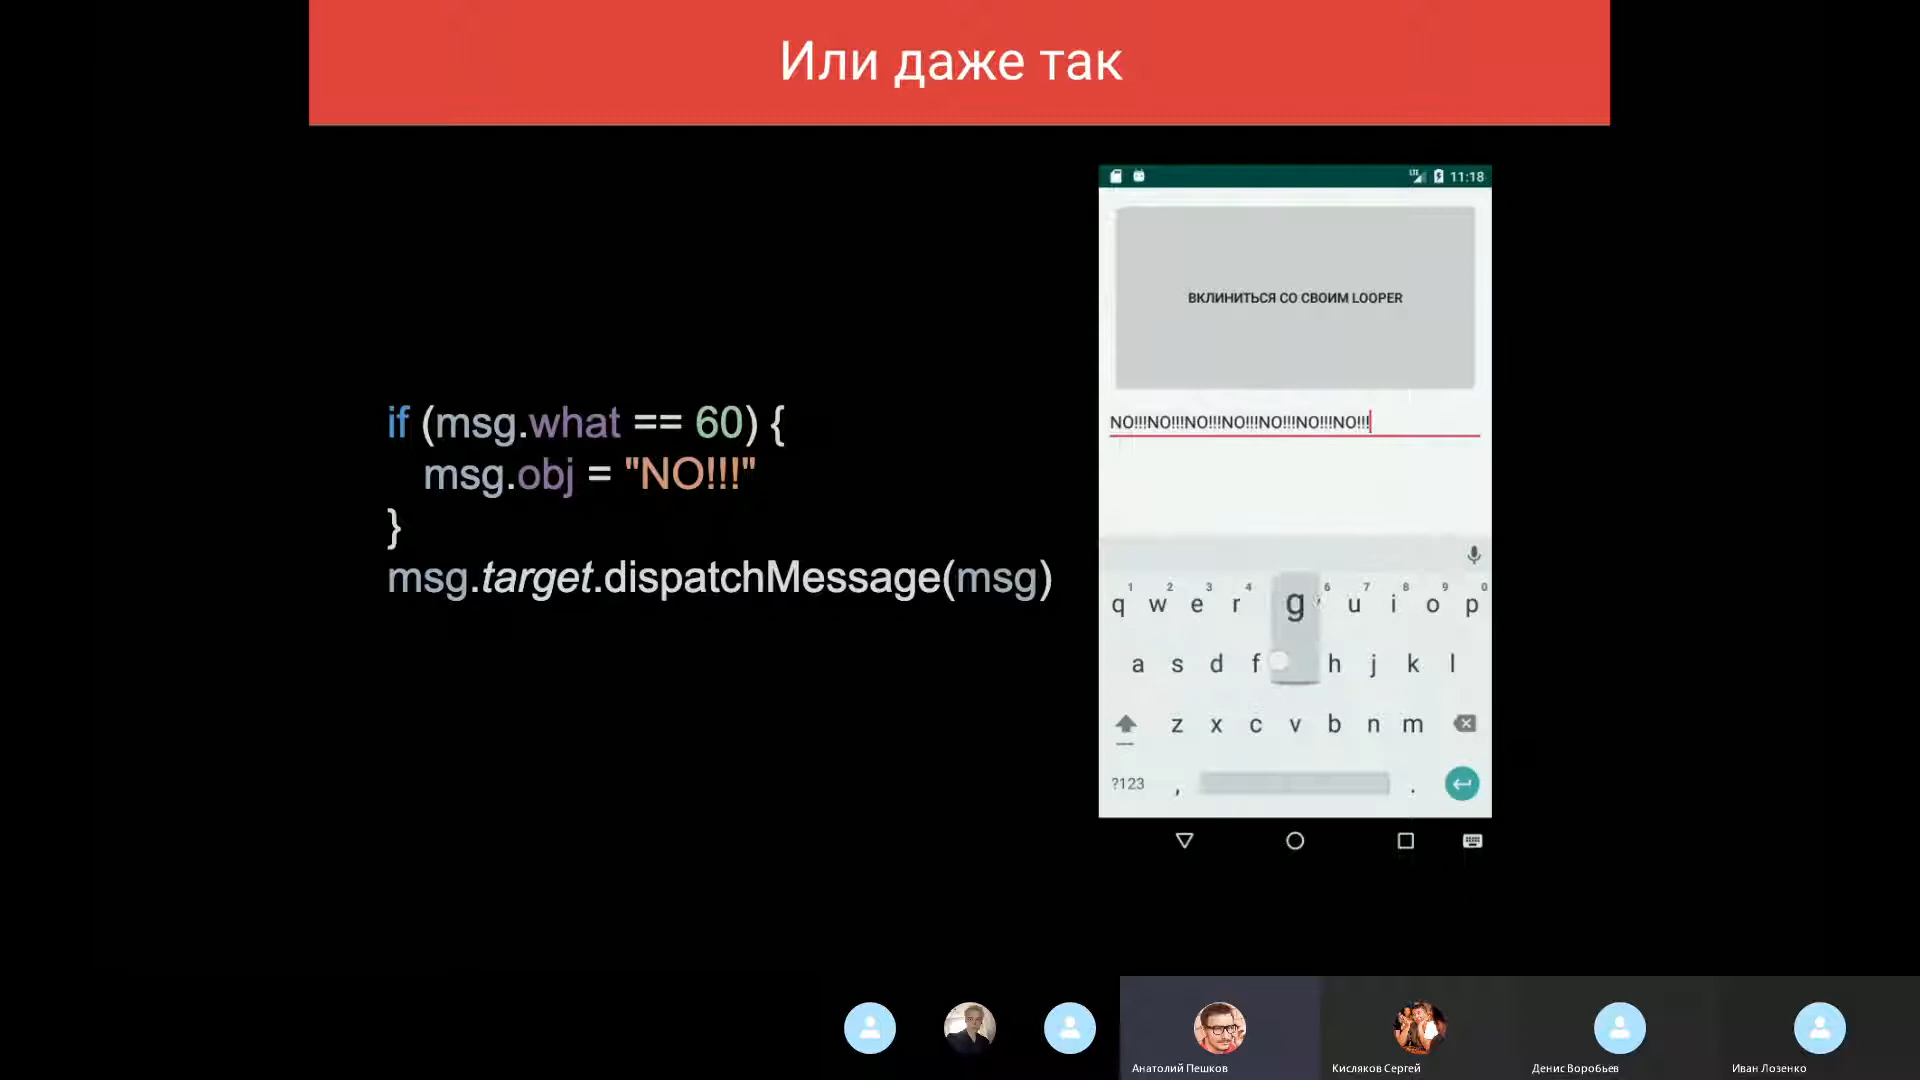 Или даже так
if (msg.what == 60) {
msg.obj = "NO!!!"
}
msg.target.dispatchMessage(msg)
LTE 11:18
ВКЛИНИТЬСЯ СО СВОИМ LOOPER
NO!!!NO!!!NO!!!NO!!!NO!!!NO!!!NO!!!
1 2 3 4 6 7 8 9 0
q w e r g u i o p
a s d f h j k l
z x c v b n m
?123 , .
Анатолий Пешков
Кисляков Сергей
Денис Воробьев
Иван Лозенко